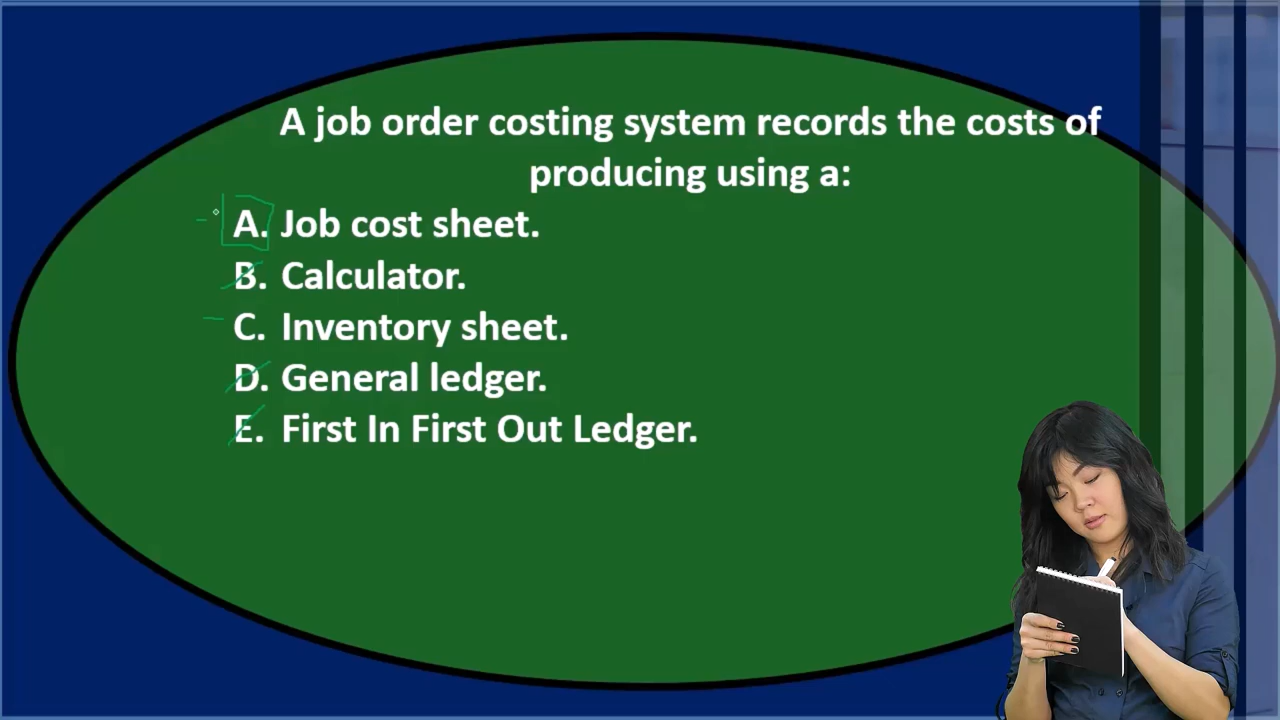 A job order costing system records the costs of
producing using a:
A. Job cost sheet.
B. Calculator.
C. Inventory sheet.
D. General ledger.
E. First In First Out Ledger.